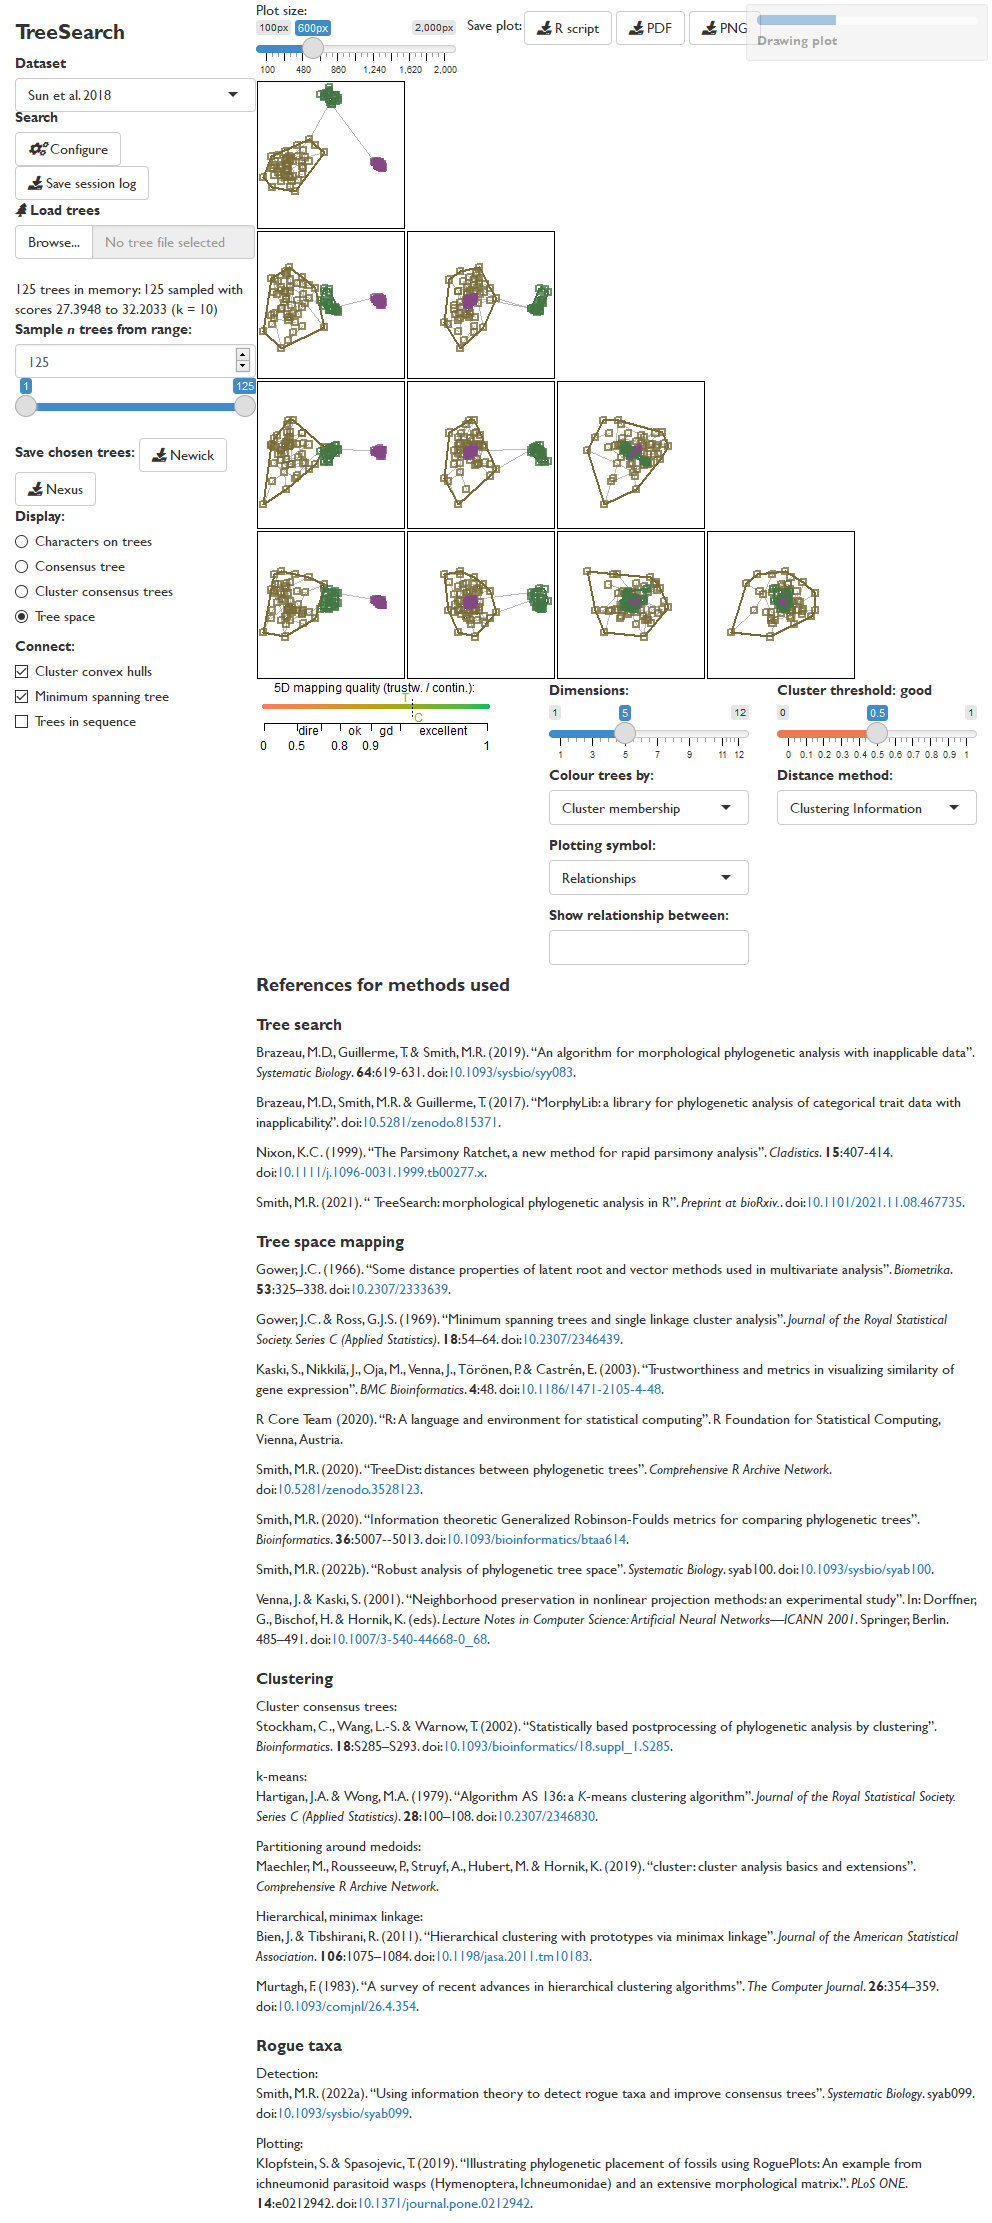 TreeSearch
Dataset
Sun et al. 2018
Search
Configure
Save session log
Load trees
Browse... No tree file selected
125 trees in memory: 125 sampled with
scores 27.3948 to 32.2033 (k = 10)
Sample n trees from range:
125
1 125
Save chosen trees: Newick
Nexus
Display:
Characters on trees
Consensus tree
Cluster consensus trees
Tree space
Connect:
Cluster convex hulls
Minimum spanning tree
Trees in sequence
Plot size:
100px 600px 2,000px
100 480 860 1,240 1,620 2,000
Save plot: R script PDF PNG
Drawing plot
5D mapping quality (trustw. / contin.):
T
C
dire ok gd excellent
0 0.5 0.8 0.9 1
Dimensions:
1 5 12
1 3 5 7 9 11 12
Cluster threshold: good
0 0.5 1
0 0.1 0.2 0.3 0.4 0.5 0.6 0.7 0.8 0.9 1
Colour trees by:
Cluster membership
Distance method:
Clustering Information
Plotting symbol:
Relationships
Show relationship between:
References for methods used
Tree search
Brazeau, M.D., Guillerme, T. & Smith, M.R. (2019). “An algorithm for morphological phylogenetic analysis with inapplicable data”.
Systematic Biology. 64:619-631. doi:10.1093/sysbio/syy083.
Brazeau, M.D., Smith, M.R. & Guillerme, T. (2017). “MorphyLib: a library for phylogenetic analysis of categorical trait data with
inapplicability.”. doi:10.5281/zenodo.815371.
Nixon, K.C. (1999). “The Parsimony Ratchet, a new method for rapid parsimony analysis”. Cladistics. 15:407-414.
doi:10.1111/j.1096-0031.1999.tb00277.x.
Smith, M.R. (2021). “ TreeSearch: morphological phylogenetic analysis in R”. Preprint at bioRxiv.. doi:10.1101/2021.11.08.467735.
Tree space mapping
Gower, J.C. (1966). “Some distance properties of latent root and vector methods used in multivariate analysis”. Biometrika.
53:325–338. doi:10.2307/2333639.
Gower, J.C. & Ross, G.J.S. (1969). “Minimum spanning trees and single linkage cluster analysis”. Journal of the Royal Statistical
Society. Series C (Applied Statistics). 18:54–64. doi:10.2307/2346439.
Kaski, S., Nikkilä, J., Oja, M., Venna, J., Törönen, P. & Castrén, E. (2003). “Trustworthiness and metrics in visualizing similarity of
gene expression”. BMC Bioinformatics. 4:48. doi:10.1186/1471-2105-4-48.
R Core Team (2020). “R: A language and environment for statistical computing”. R Foundation for Statistical Computing,
Vienna, Austria.
Smith, M.R. (2020). “TreeDist: distances between phylogenetic trees”. Comprehensive R Archive Network.
doi:10.5281/zenodo.3528123.
Smith, M.R. (2020). “Information theoretic Generalized Robinson-Foulds metrics for comparing phylogenetic trees”.
Bioinformatics. 36:5007--5013. doi:10.1093/bioinformatics/btaa614.
Smith, M.R. (2022b). “Robust analysis of phylogenetic tree space”. Systematic Biology. syab100. doi:10.1093/sysbio/syab100.
Venna, J. & Kaski, S. (2001). “Neighborhood preservation in nonlinear projection methods: an experimental study”. In: Dorffner,
G., Bischof, H. & Hornik, K. (eds). Lecture Notes in Computer Science: Artificial Neural Networks—ICANN 2001. Springer, Berlin.
485–491. doi:10.1007/3-540-44668-0_68.
Clustering
Cluster consensus trees:
Stockham, C., Wang, L.-S. & Warnow, T. (2002). “Statistically based postprocessing of phylogenetic analysis by clustering”.
Bioinformatics. 18:S285–S293. doi:10.1093/bioinformatics/18.suppl_1.S285.
k-means:
Hartigan, J.A. & Wong, M.A. (1979). “Algorithm AS 136: a K-means clustering algorithm”. Journal of the Royal Statistical Society.
Series C (Applied Statistics). 28:100–108. doi:10.2307/2346830.
Partitioning around medoids:
Maechler, M., Rousseeuw, P., Struyf, A., Hubert, M. & Hornik, K. (2019). “cluster: cluster analysis basics and extensions”.
Comprehensive R Archive Network.
Hierarchical, minimax linkage:
Bien, J. & Tibshirani, R. (2011). “Hierarchical clustering with prototypes via minimax linkage”. Journal of the American Statistical
Association. 106:1075–1084. doi:10.1198/jasa.2011.tm10183.
Murtagh, F. (1983). “A survey of recent advances in hierarchical clustering algorithms”. The Computer Journal. 26:354–359.
doi:10.1093/comjnl/26.4.354.
Rogue taxa
Detection:
Smith, M.R. (2022a). “Using information theory to detect rogue taxa and improve consensus trees”. Systematic Biology. syab099.
doi:10.1093/sysbio/syab099.
Plotting:
Klopfstein, S. & Spasojevic, T. (2019). “Illustrating phylogenetic placement of fossils using RoguePlots: An example from
ichneumonid parasitoid wasps (Hymenoptera, Ichneumonidae) and an extensive morphological matrix.”. PLoS ONE.
14:e0212942. doi:10.1371/journal.pone.0212942.